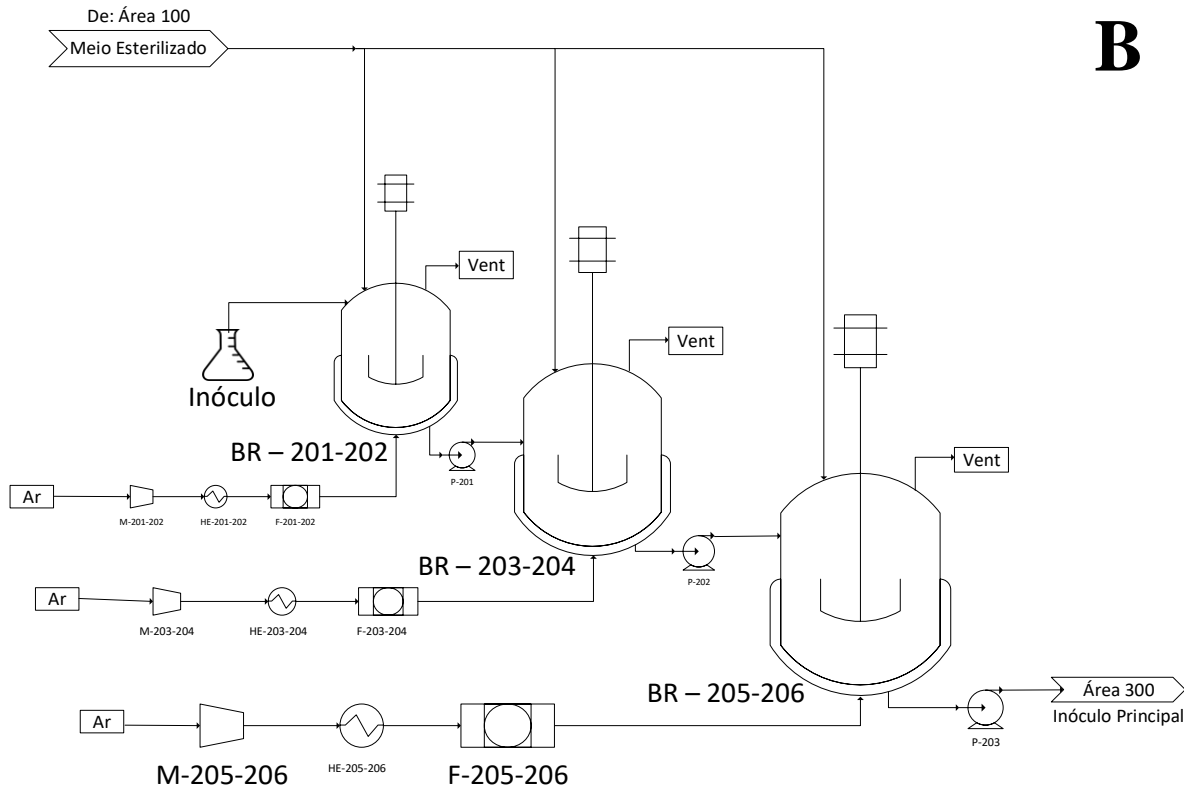 De: Área 100
Meio Esterilizado
B
Vent
Inóculo
Vent
BR – 201-202
P-201
Vent
Ar
M-201-202
HE-201-202
F-201-202
BR – 203-204
P-202
Ar
M-203-204
HE-203-204
F-203-204
BR – 205-206
Área 300
Inóculo Principal
P-203
Ar
M-205-206
HE-205-206
F-205-206